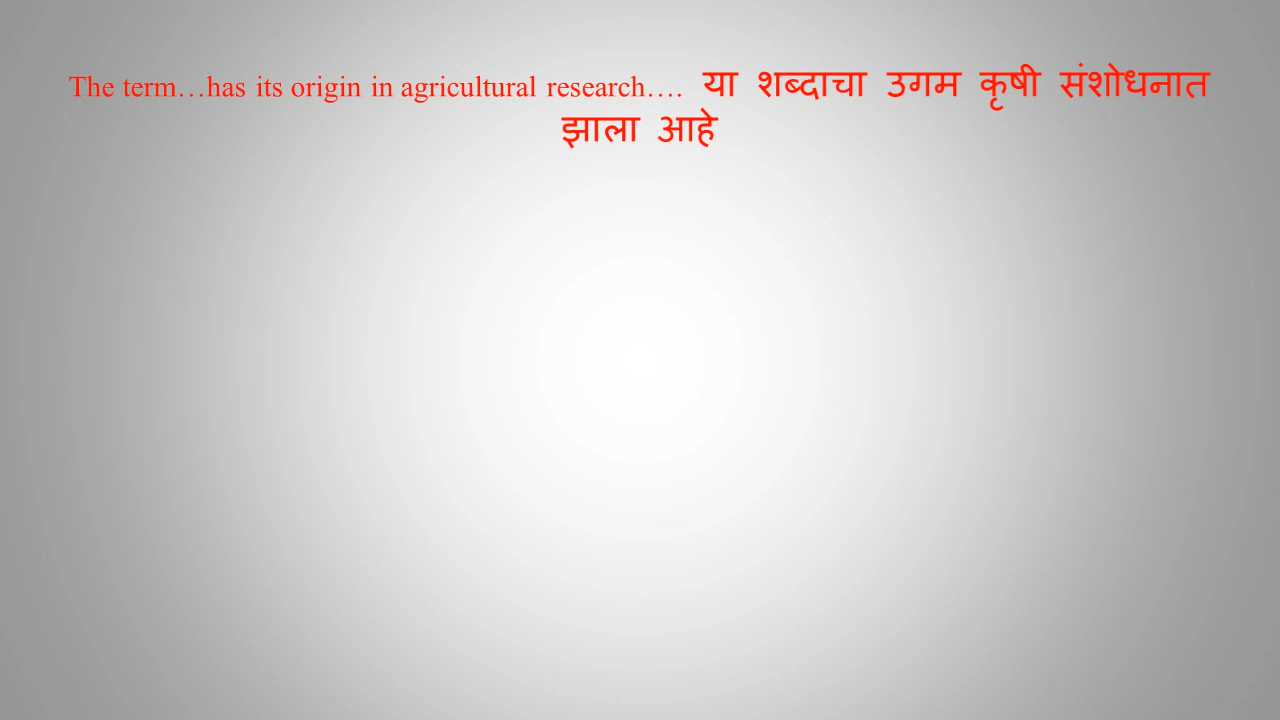 The term…has its origin in agricultural research…. या शब्दाचा उगम कृषी संशोधनात
झाला आहे